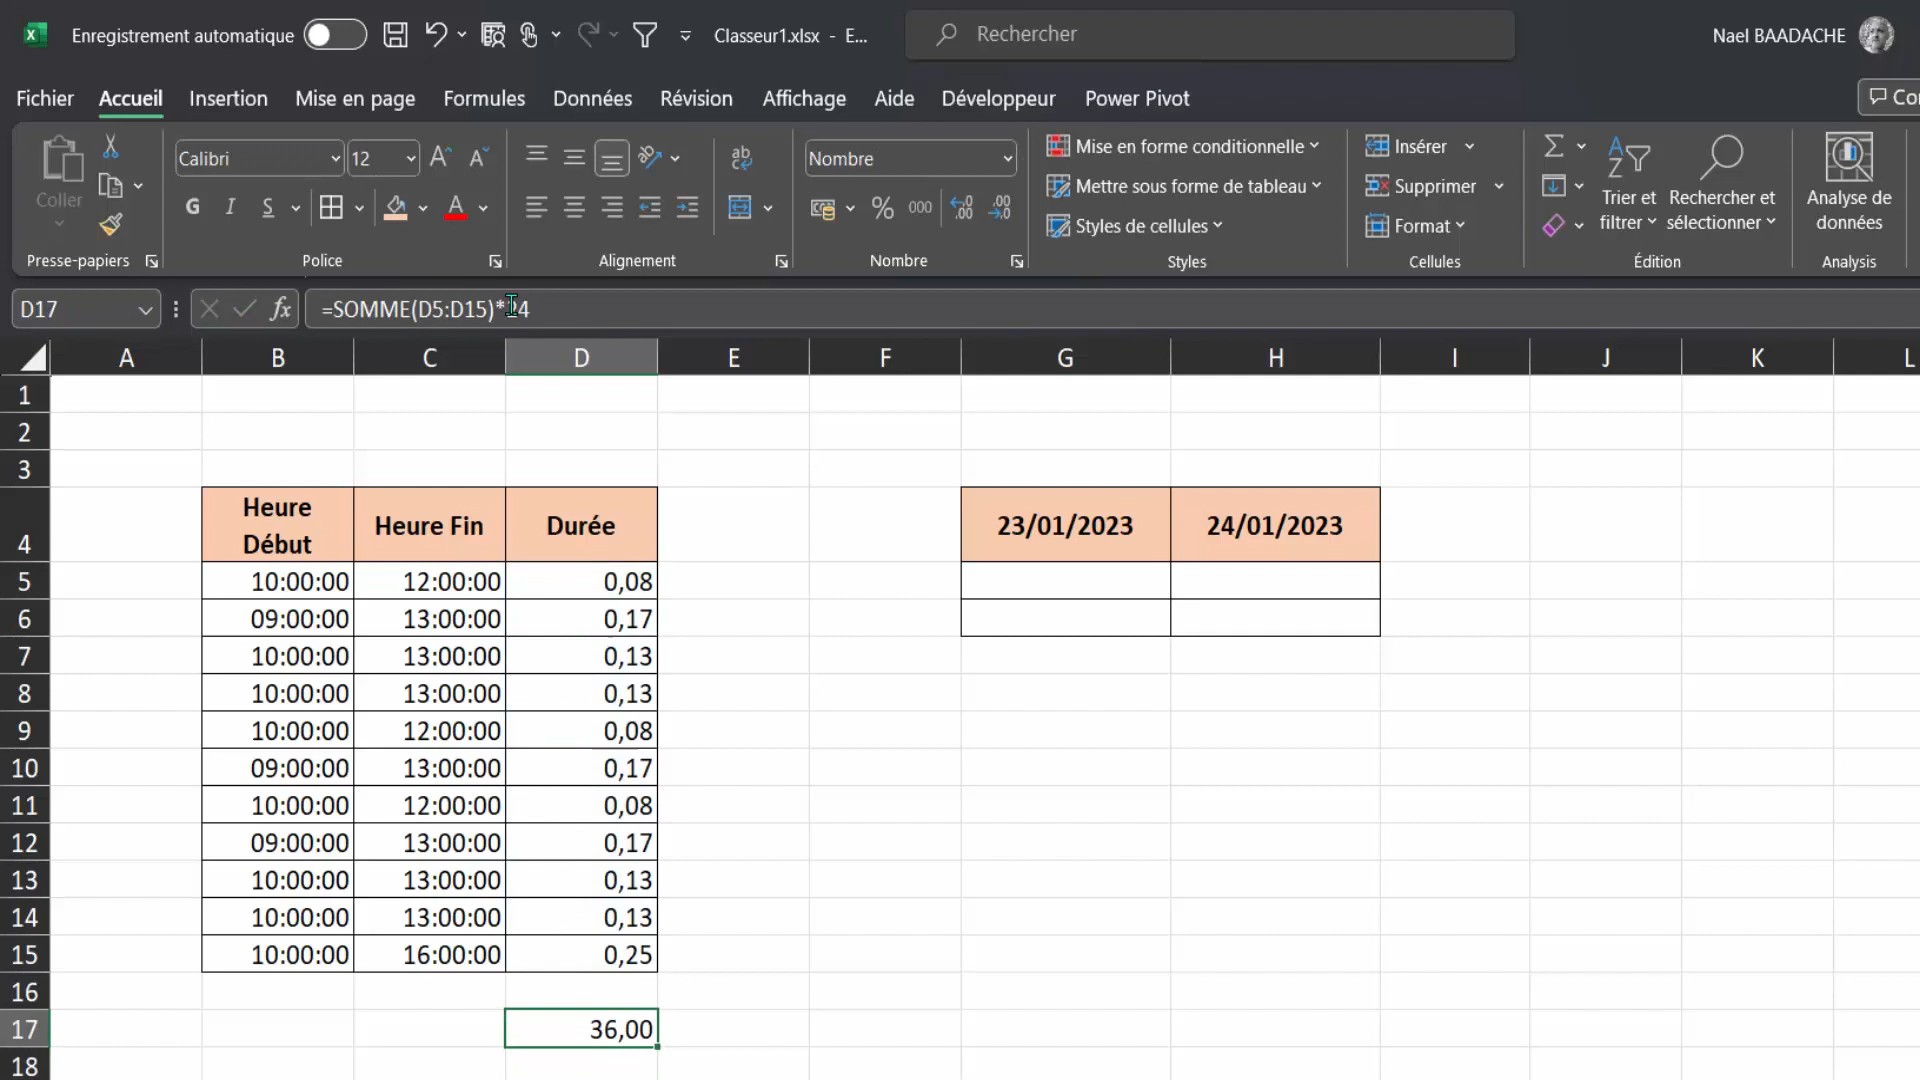 Enregistrement automatique
Classeur1.xlsx - E...
Rechercher
Nael BAADACHE
Fichier Accueil Insertion Mise en page Formules Données Révision Affichage Aide Développeur Power Pivot
Calibri 12 Nombre
Coller
G I S
ab
% 000
Mise en forme conditionnelle
Mettre sous forme de tableau
Styles de cellules
Insérer
Supprimer
Format
Trier et filtrer
Rechercher et sélectionner
Analyse de données
Presse-papiers Police Alignement Nombre Styles Cellules Édition Analysis
D17 fx =SOMME(D5:D15)*24
A B C D E F G H I J K L
1
2
3
4 Heure Début Heure Fin Durée 23/01/2023 24/01/2023
5 10:00:00 12:00:00 0,08
6 09:00:00 13:00:00 0,17
7 10:00:00 13:00:00 0,13
8 10:00:00 13:00:00 0,13
9 10:00:00 12:00:00 0,08
10 09:00:00 13:00:00 0,17
11 10:00:00 12:00:00 0,08
12 09:00:00 13:00:00 0,17
13 10:00:00 13:00:00 0,13
14 10:00:00 13:00:00 0,13
15 10:00:00 16:00:00 0,25
16
17 36,00
18